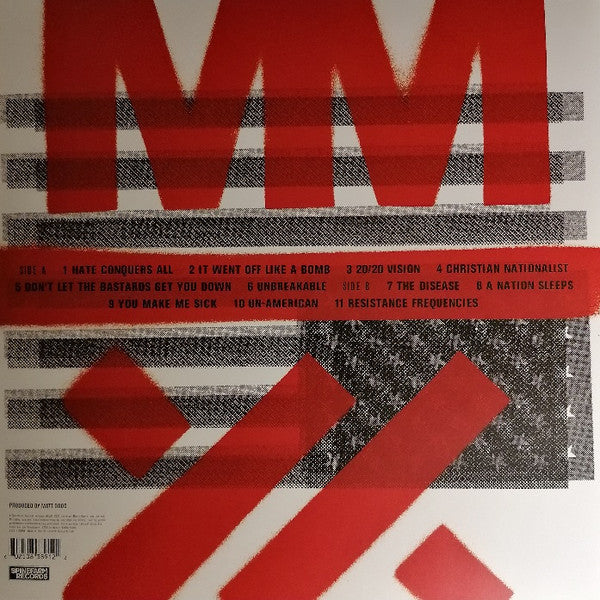 MM
SIDE A 1 HATE CONQUERS ALL 2 IT WENT OFF LIKE A BOMB 3 20/20 VISION 4 CHRISTIAN NATIONALIST
5 DON'T LET THE BASTARDS GET YOU DOWN 6 UNBREAKABLE SIDE B 7 THE DISEASE 8 A NATION SLEEPS
9 YOU MAKE ME SICK 10 UN-AMERICAN 11 RESISTANCE FREQUENCIES
PRODUCED BY MATT
SPINEFARM
RECORDS